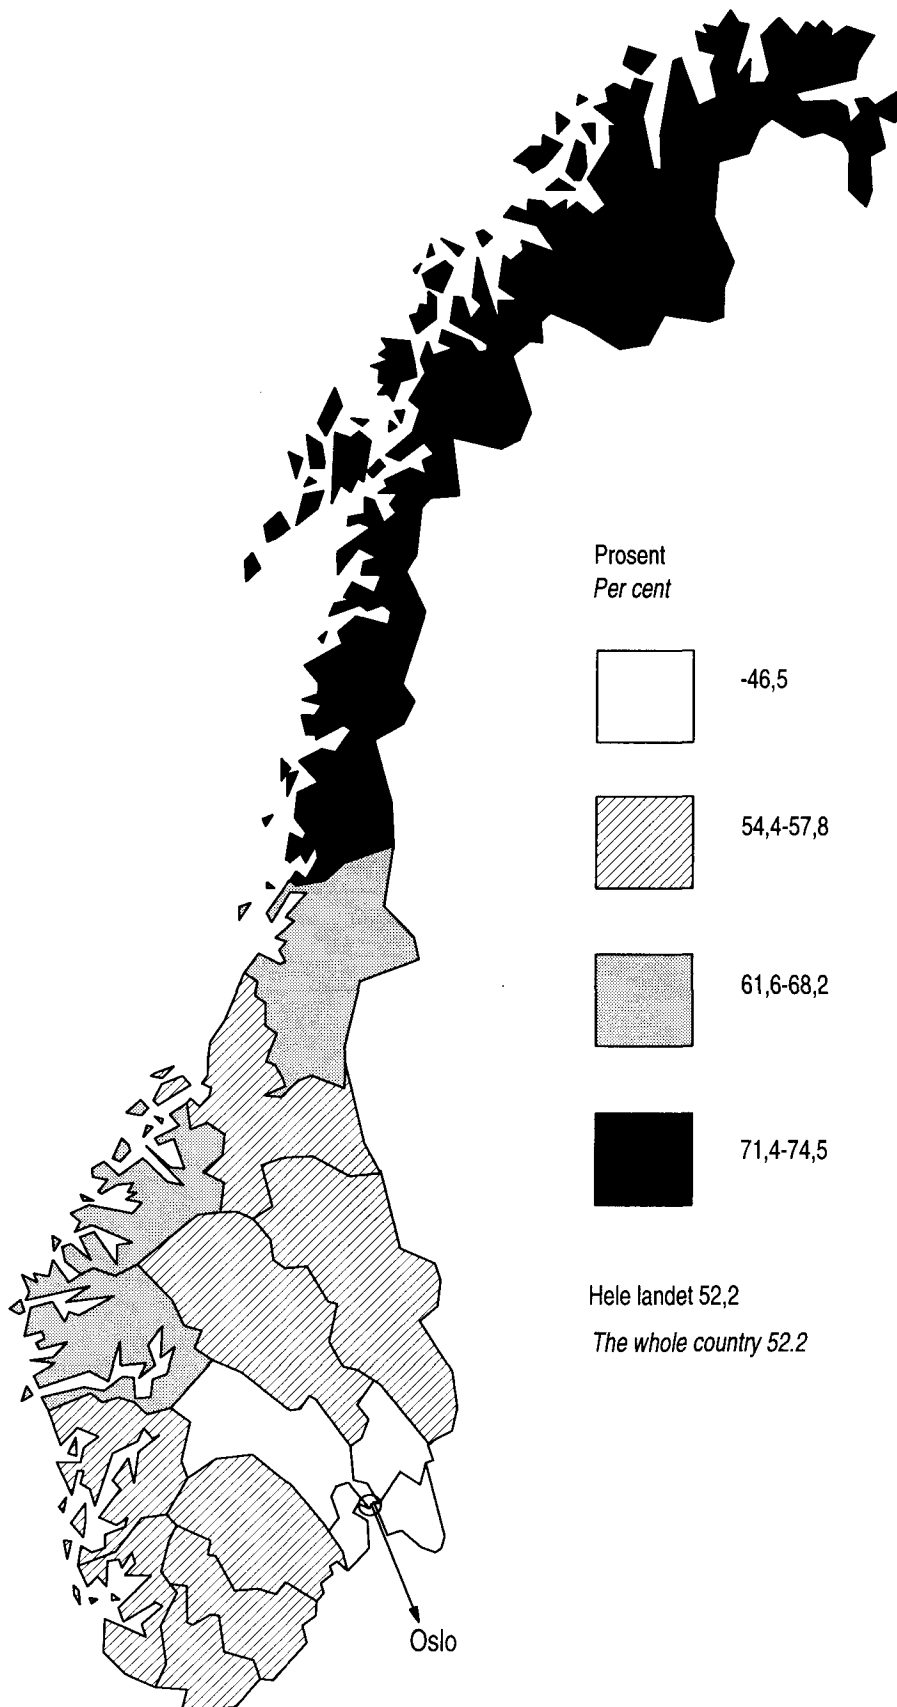 Prosent
Per cent
-46,5
54,4-57,8
61,6-68,2
71,4-74,5
Hele landet 52,2
The whole country 52.2
Oslo